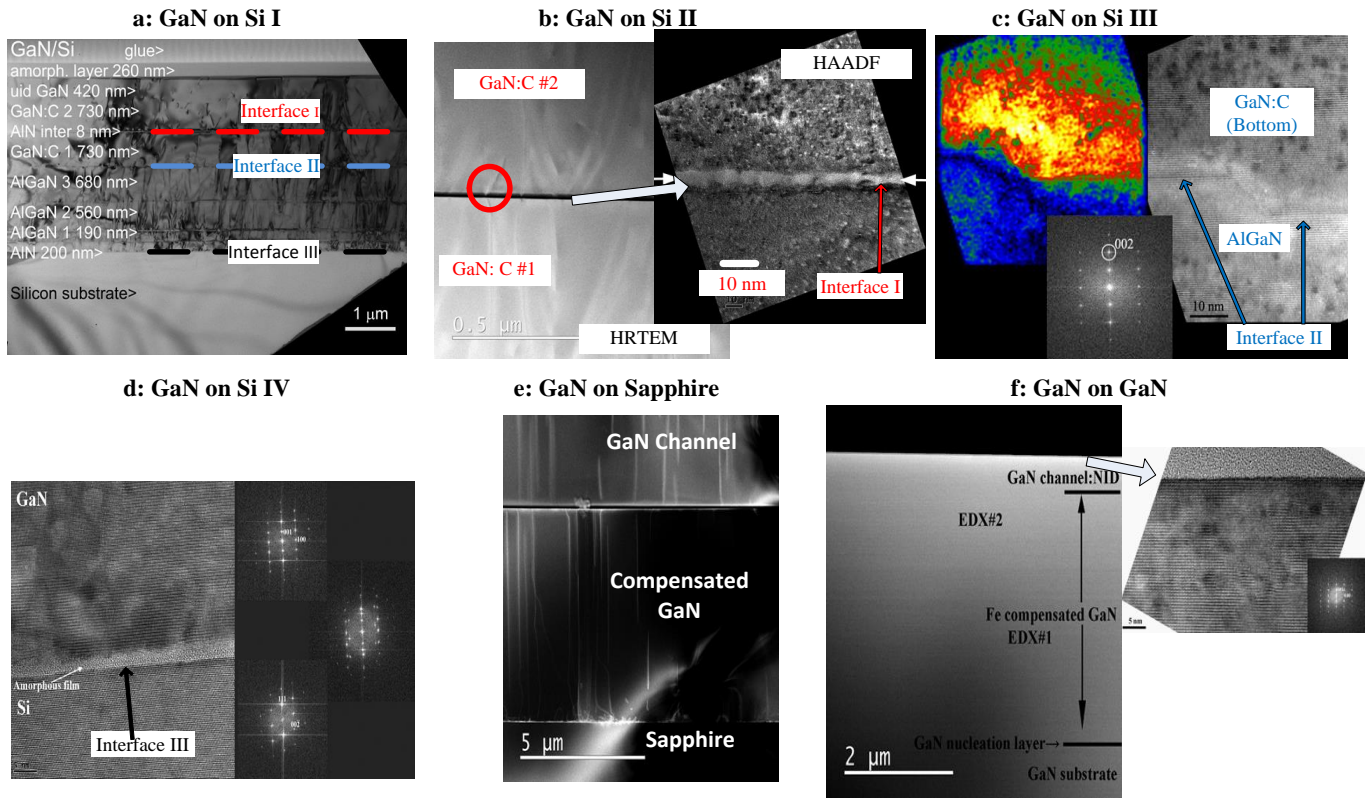 a: GaN on Si I
GaN/Si glue>
amorph. layer 260 nm>
uid GaN 420 nm>
GaN:C 2 730 nm>
Interface I
AlN inter 8 nm>
GaN:C 1 730 nm>
Interface II
AlGaN 3 680 nm>
AlGaN 2 560 nm>
AlGaN 1 190 nm>
AlN 200 nm>
Interface III
Silicon substrate>
1 µm
b: GaN on Si II
GaN:C #2
HAADF
GaN: C #1
10 nm
Interface I
0.5 µm
HRTEM
c: GaN on Si III
GaN:C
(Bottom)
002
AlGaN
10 nm
Interface II
d: GaN on Si IV
GaN
001
100
Amorphous film
Si
111
002
Interface III
e: GaN on Sapphire
GaN Channel
Compensated
GaN
5 µm
Sapphire
f: GaN on GaN
GaN channel:NID
EDX#2
Fe compensated GaN
EDX#1
5 nm
GaN nucleation layer→
2 µm
GaN substrate